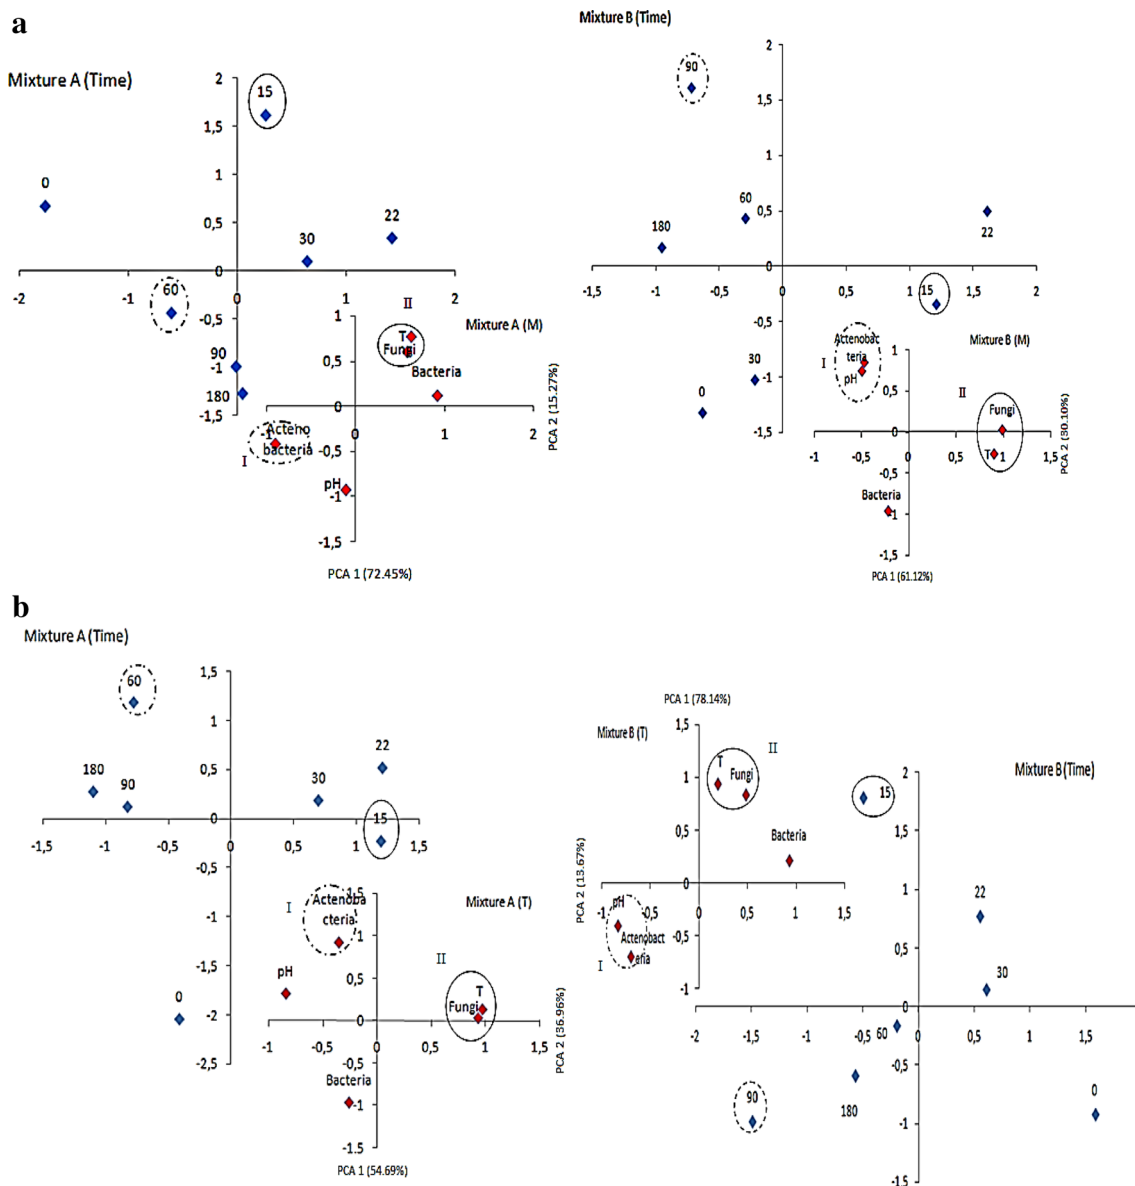 a
Mixture A (Time)
2
15
1,5
1
0
0,5
22
30
0
-2
-1
0
1
2
60
-0,5
90
-1
180
-1,5
II
Mixture A (M)
1
T
Fungi
0,5
Bacteria
0
-1
0
1
2
Acteno
bacteria
-0,5
I
pH
-1
-1,5
PCA 2 (15.27%)
PCA 1 (72.45%)
Mixture B (Time)
2
90
1,5
1
60
0,5
180
22
0
-1,5
-1
-0,5
0
0,5
1
1,5
2
15
-0,5
30
-1
0
-1,5
Mixture B (M)
Actenobac
teria
I
pH
1
0,5
II
Fungi
0
-1
-0,5
0
0,5
1
1,5
T
-0,5
Bacteria
-1
-1,5
PCA 2 (30.10%)
PCA 1 (61.12%)
b
Mixture A (Time)
1,5
60
1
22
180
90
0,5
30
15
0
-1,5
-1
-0,5
0
0,5
1
1,5
-0,5
-1
-1,5
0
-2
-2,5
I
1,5
Actenoba
cteria
Mixture A (T)
1
II
pH
0,5
T
Fungi
0
-1
-0,5
0
0,5
1
1,5
-0,5
Bacteria
-1
-1.5
PCA 2 (36.96%)
PCA 1 (54.69%)
PCA 1 (78.14%)
Mixture B (T)
1,5
II
T
Fungi
1
0,5
Bacteria
0
-1
-0,5
0
0,5
1
1,5
pH
Actenobact
eria
-0,5
I
-1
PCA 2 (13.67%)
Mixture B (Time)
2
15
1,5
1
22
0,5
30
0
-2
-1,5
-1
-0,5
0
0,5
1
1,5
60
-0,5
90
180
0
-1
-1,5